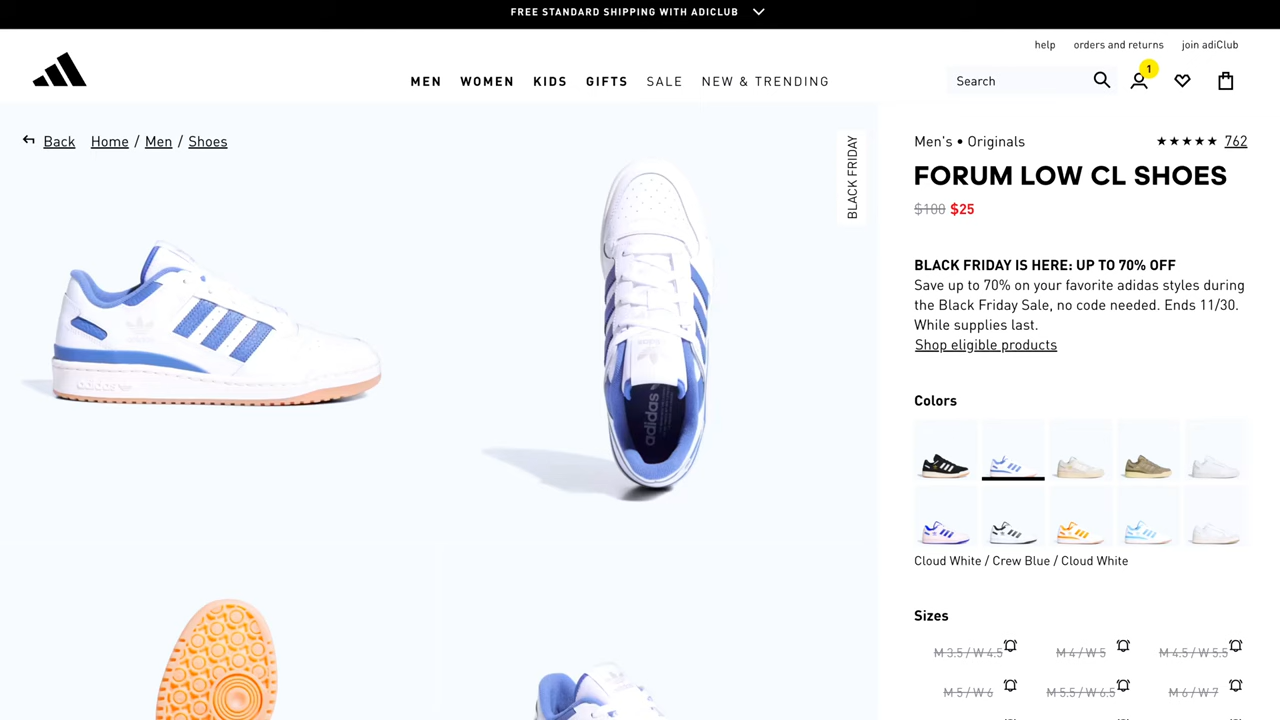 FREE STANDARD SHIPPING WITH ADICLUB
help orders and returns join adiClub
MEN WOMEN KIDS GIFTS SALE NEW & TRENDING
Search
1
Back Home / Men / Shoes
BLACK FRIDAY
Men's • Originals
★★★★★ 762
FORUM LOW CL SHOES
$100 $25
BLACK FRIDAY IS HERE: UP TO 70% OFF
Save up to 70% on your favorite adidas styles during
the Black Friday Sale, no code needed. Ends 11/30.
While supplies last.
Shop eligible products
Colors
Cloud White / Crew Blue / Cloud White
Sizes
M 3.5 / W 4.5 M 4 / W 5 M 4.5 / W 5.5
M 5 / W 6 M 5.5 / W 6.5 M 6 / W 7
adidas
adidas